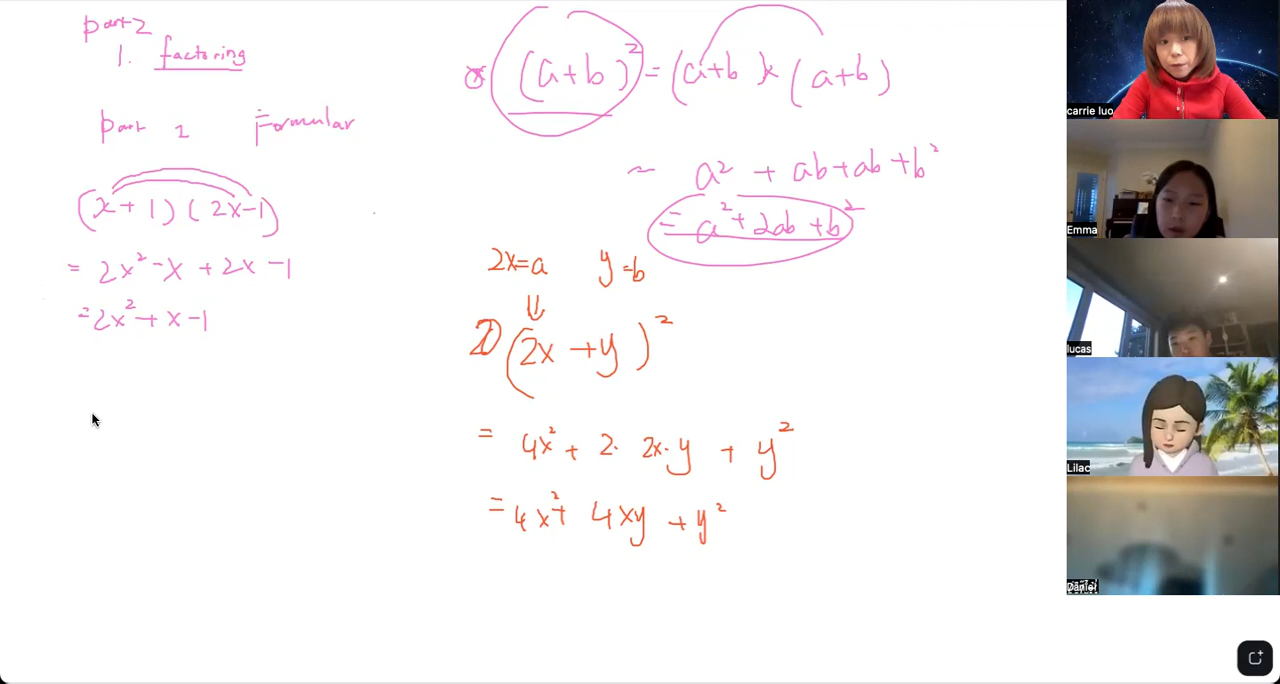 part 2
1. factoring
part 1 Formular
(x+1)(2x-1)
= 2x² - x + 2x - 1
= 2x² + x - 1
(a+b)² = (a+b) x (a+b)
~ a² + ab + ab + b²
= a² + 2ab + b²
2x = a y = b
⇓
(2x + y)²
= 4x² + 2· 2x· y + y²
= 4x² + 4xy + y²
carrie luo
Emma
lucas
Lilac
Daniel